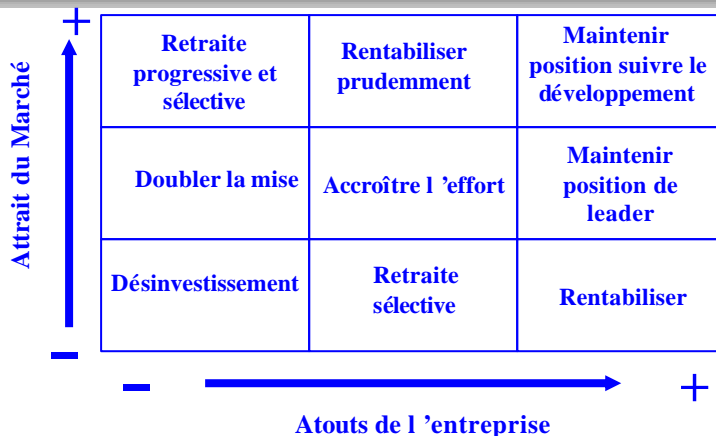 +
Attrait du Marché
Retraite
progressive et
sélective
Rentabiliser
prudemment
Maintenir
position suivre le
développement
Doubler la mise
Accroître l ’effort
Maintenir
position de
leader
Désinvestissement
Retraite
sélective
Rentabiliser
–
–
+
Atouts de l ’entreprise